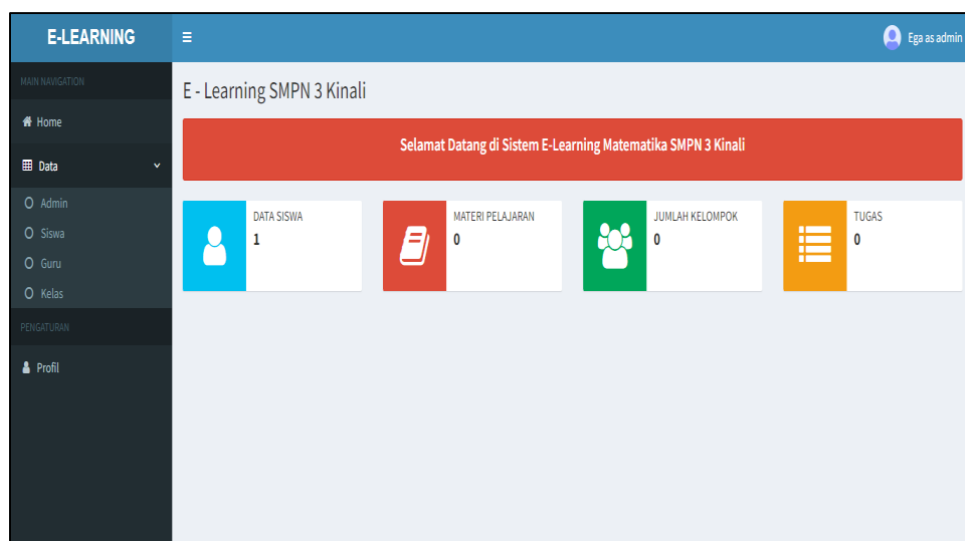 E-LEARNING
Ega as admin
MAIN NAVIGATION
Home
Data
Admin
Siswa
Guru
Kelas
PENGATURAN
Profil
E - Learning SMPN 3 Kinali
Selamat Datang di Sistem E-Learning Matematika SMPN 3 Kinali
DATA SISWA
1
MATERI PELAJARAN
0
JUMLAH KELOMPOK
0
TUGAS
0